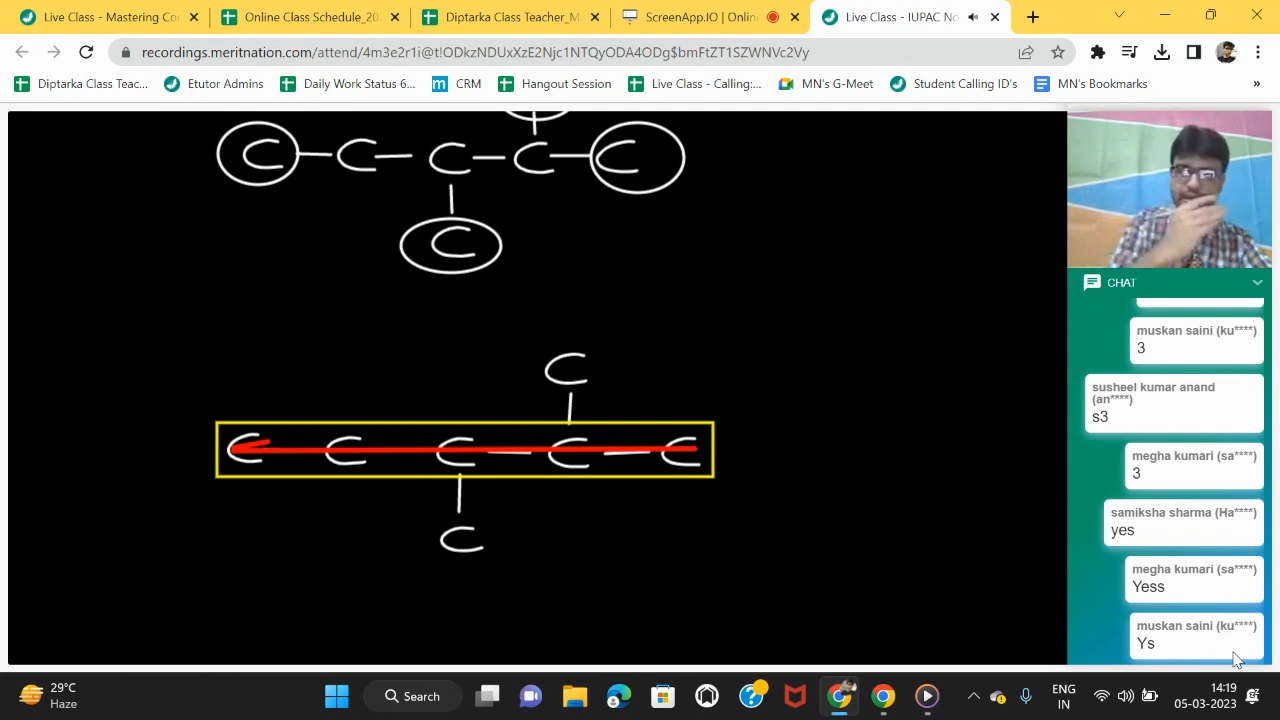 Live Class - Mastering Co
Online Class Schedule_20
Diptarka Class Teacher_M
ScreenApp.IO | Onlin
Live Class - IUPAC No
recordings.meritnation.com/attend/4m3e2r1i@t!ODkzNDUxXzE2Njc1NTQyODA4ODg$bmFtZT1SZWNVc2Vy
Diptarka Class Teac...
Etutor Admins
Daily Work Status 6...
CRM
Hangout Session
Live Class - Calling:...
MN's G-Meet
Student Calling ID's
MN's Bookmarks
»
C C C C C
C
C
C C C C C
C
CHAT
muskan saini (ku****)
3
susheel kumar anand
(an****)
s3
megha kumari (sa****)
3
samiksha sharma (Ha****)
yes
megha kumari (sa****)
Yess
muskan saini (ku****)
Ys
29°C
Haze
Search
ENG
IN
14:19
05-03-2023